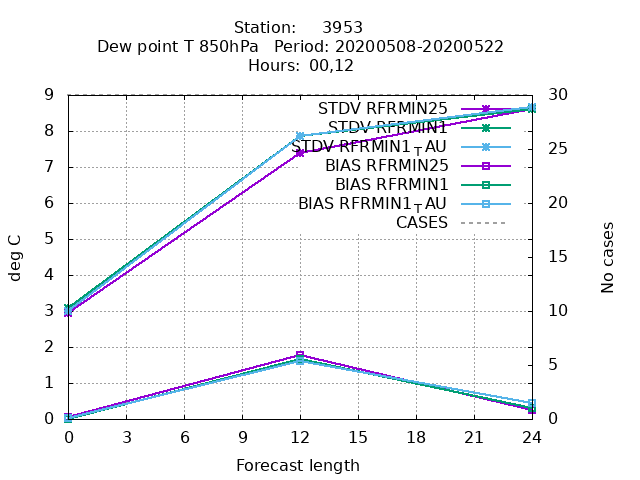 Station: 3953
Dew point T 850hPa Period: 20200508-20200522
Hours: 00,12
9 30
STDV RFRMIN25
8 STDV RFRMIN1
25
STDV RFRMIN1TAU
7 BIAS RFRMIN25
BIAS RFRMIN1
6 BIAS RFRMIN1TAU 20
CASES
5
15
4
3 10
2
5
1
0 0
deg C
No cases
0 3 6 9 12 15 18 21 24
Forecast length